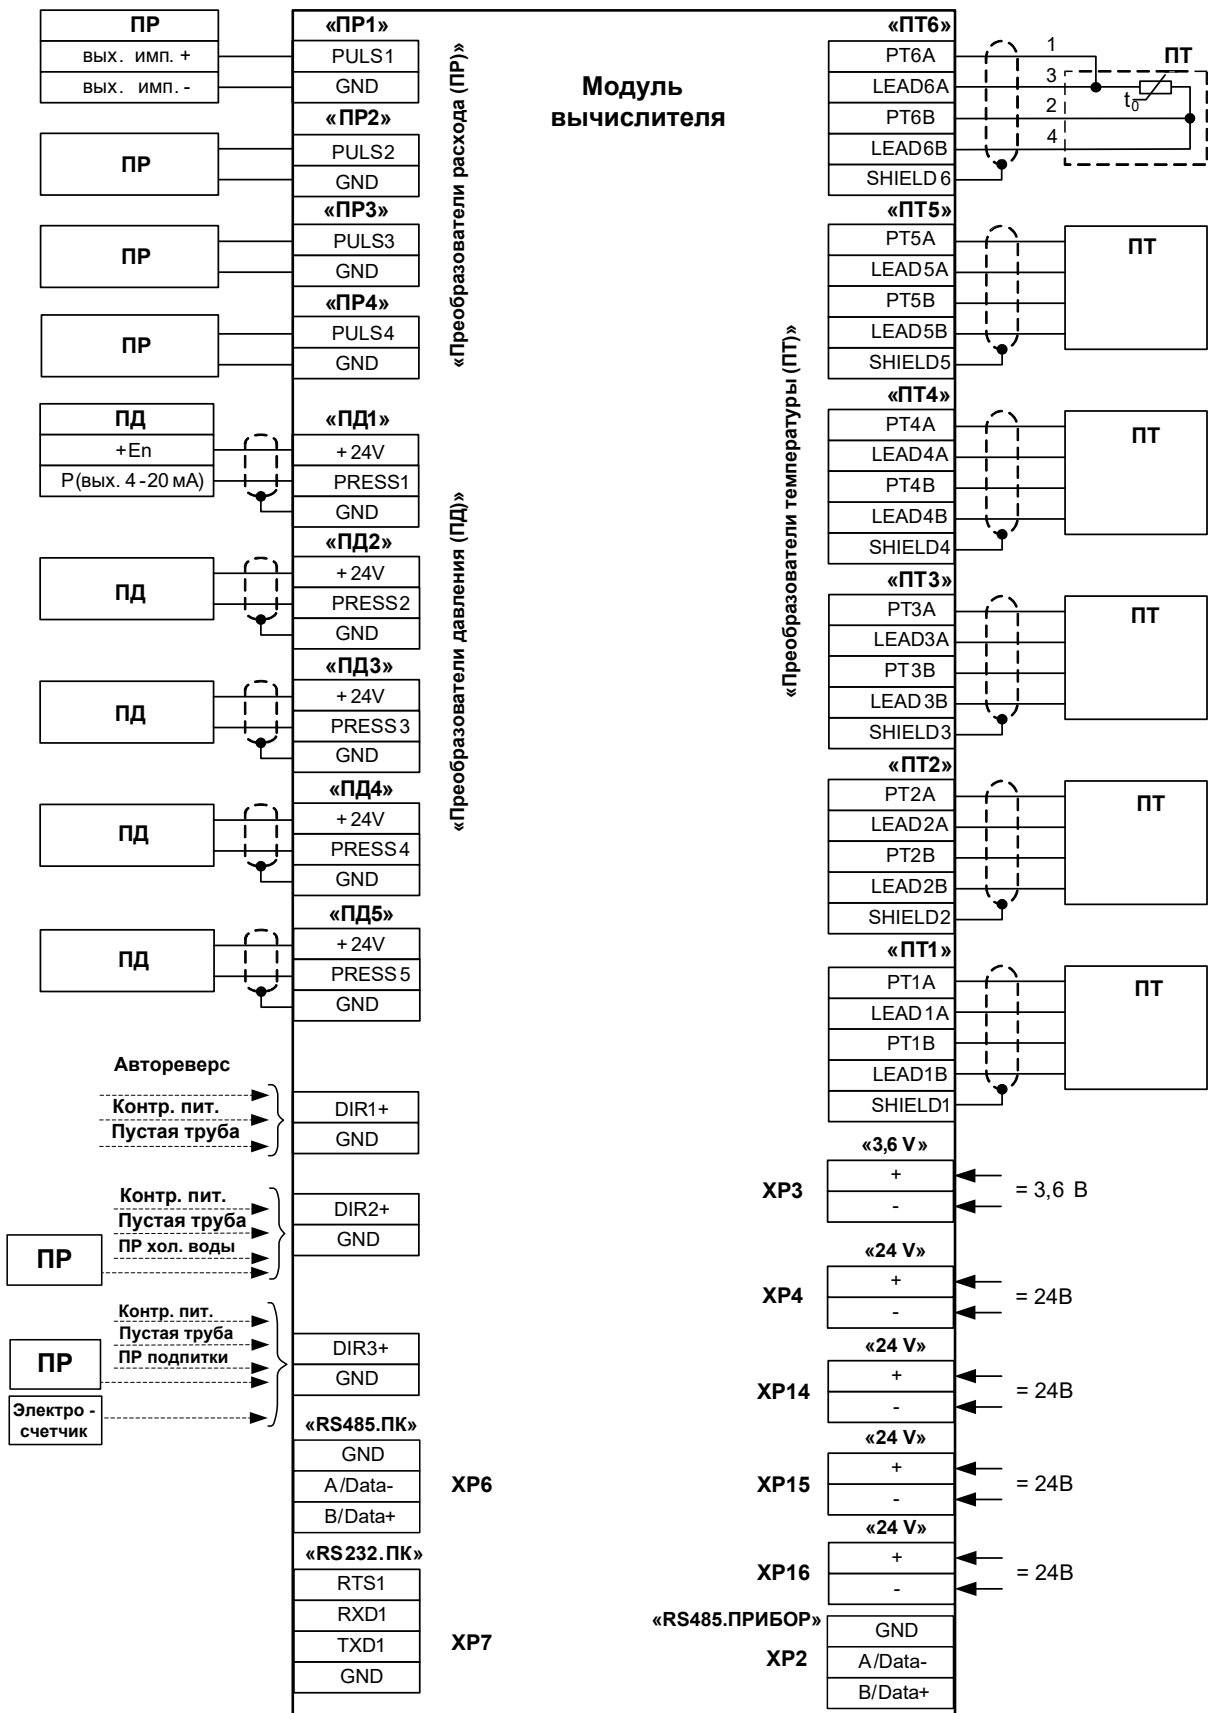 ПР
вых. имп. +
вых. имп. -
«ПР1»
PULS1
GND
«ПР2»
ПР
PULS2
GND
«ПР3»
ПР
PULS3
GND
«ПР4»
ПР
PULS4
GND
«Преобразователи расхода (ПР)»
ПД
+En
P(вых. 4-20 мА)
«ПД1»
+24V
PRESS1
GND
«ПД2»
ПД
+24V
PRESS2
GND
«ПД3»
ПД
+24V
PRESS3
GND
«ПД4»
ПД
+24V
PRESS4
GND
«ПД5»
ПД
+24V
PRESS5
GND
«Преобразователи давления (ПД)»
Автореверс
Контр. пит.
Пустая труба
DIR1+
GND
Контр. пит.
Пустая труба
ПР хол. воды
ПР
DIR2+
GND
Контр. пит.
Пустая труба
ПР подпитки
ПР
Электро-
счетчик
DIR3+
GND
«RS485.ПК»
GND
A/Data-
B/Data+
XP6
«RS232.ПК»
RTS1
RXD1
TXD1
GND
XP7
Модуль
вычислителя
«ПТ6»
PT6A
LEAD6A
PT6B
LEAD6B
SHIELD6
1
3
2
4
ПТ
t0
«ПТ5»
PT5A
LEAD5A
PT5B
LEAD5B
SHIELD5
ПТ
«ПТ4»
PT4A
LEAD4A
PT4B
LEAD4B
SHIELD4
ПТ
«ПТ3»
PT3A
LEAD3A
PT3B
LEAD3B
SHIELD3
ПТ
«ПТ2»
PT2A
LEAD2A
PT2B
LEAD2B
SHIELD2
ПТ
«ПТ1»
PT1A
LEAD1A
PT1B
LEAD1B
SHIELD1
ПТ
«Преобразователи температуры (ПТ)»
«3,6 V»
XP3
+
-
= 3,6 В
«24 V»
XP4
+
-
= 24В
«24 V»
XP14
+
-
= 24В
«24 V»
XP15
+
-
= 24В
«24 V»
XP16
+
-
= 24В
«RS485.ПРИБОР»
XP2
GND
A/Data-
B/Data+